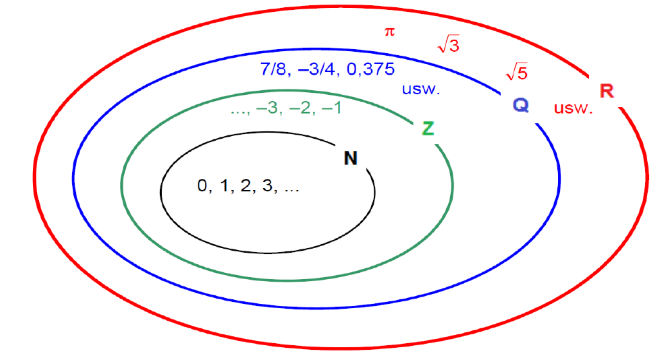 π
√3
√5
R
usw.
7/8, –3/4, 0,375
usw.
Q
..., –3, –2, –1
Z
N
0, 1, 2, 3, ...